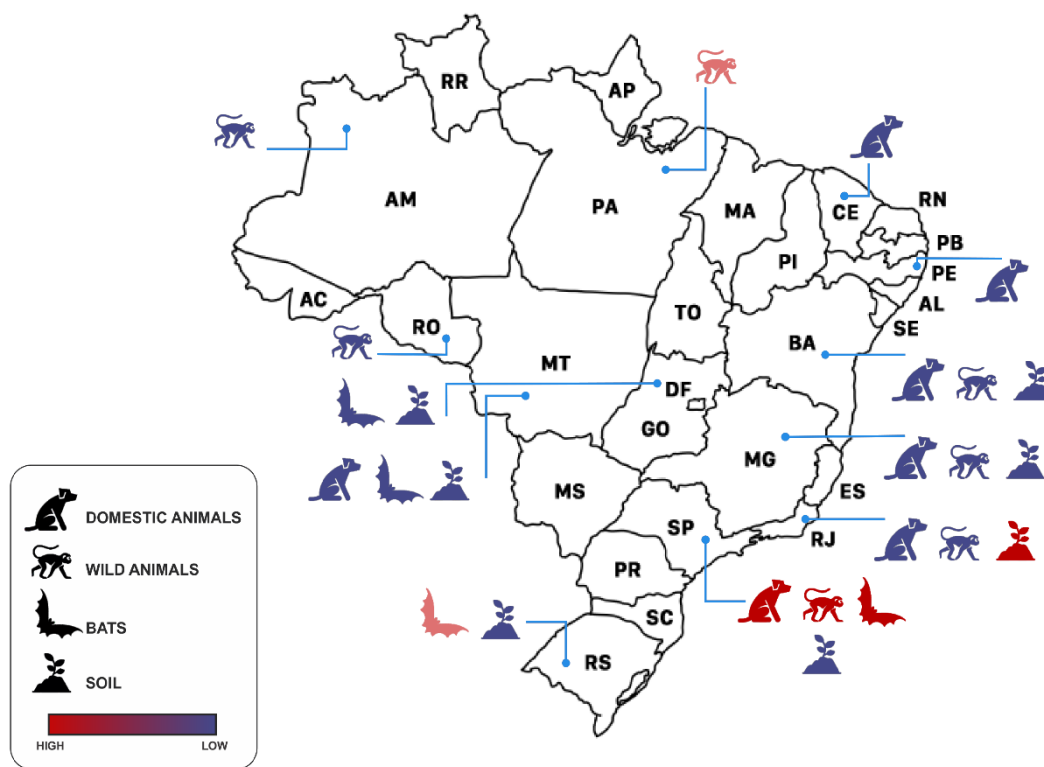 RR
AP
AM
PA
MA
CE
RN
PB
PI
PE
AC
AL
RO
TO
SE
BA
MT
DF
GO
MG
MS
ES
SP
RJ
PR
SC
RS
DOMESTIC ANIMALS
WILD ANIMALS
BATS
SOIL
HIGH
LOW